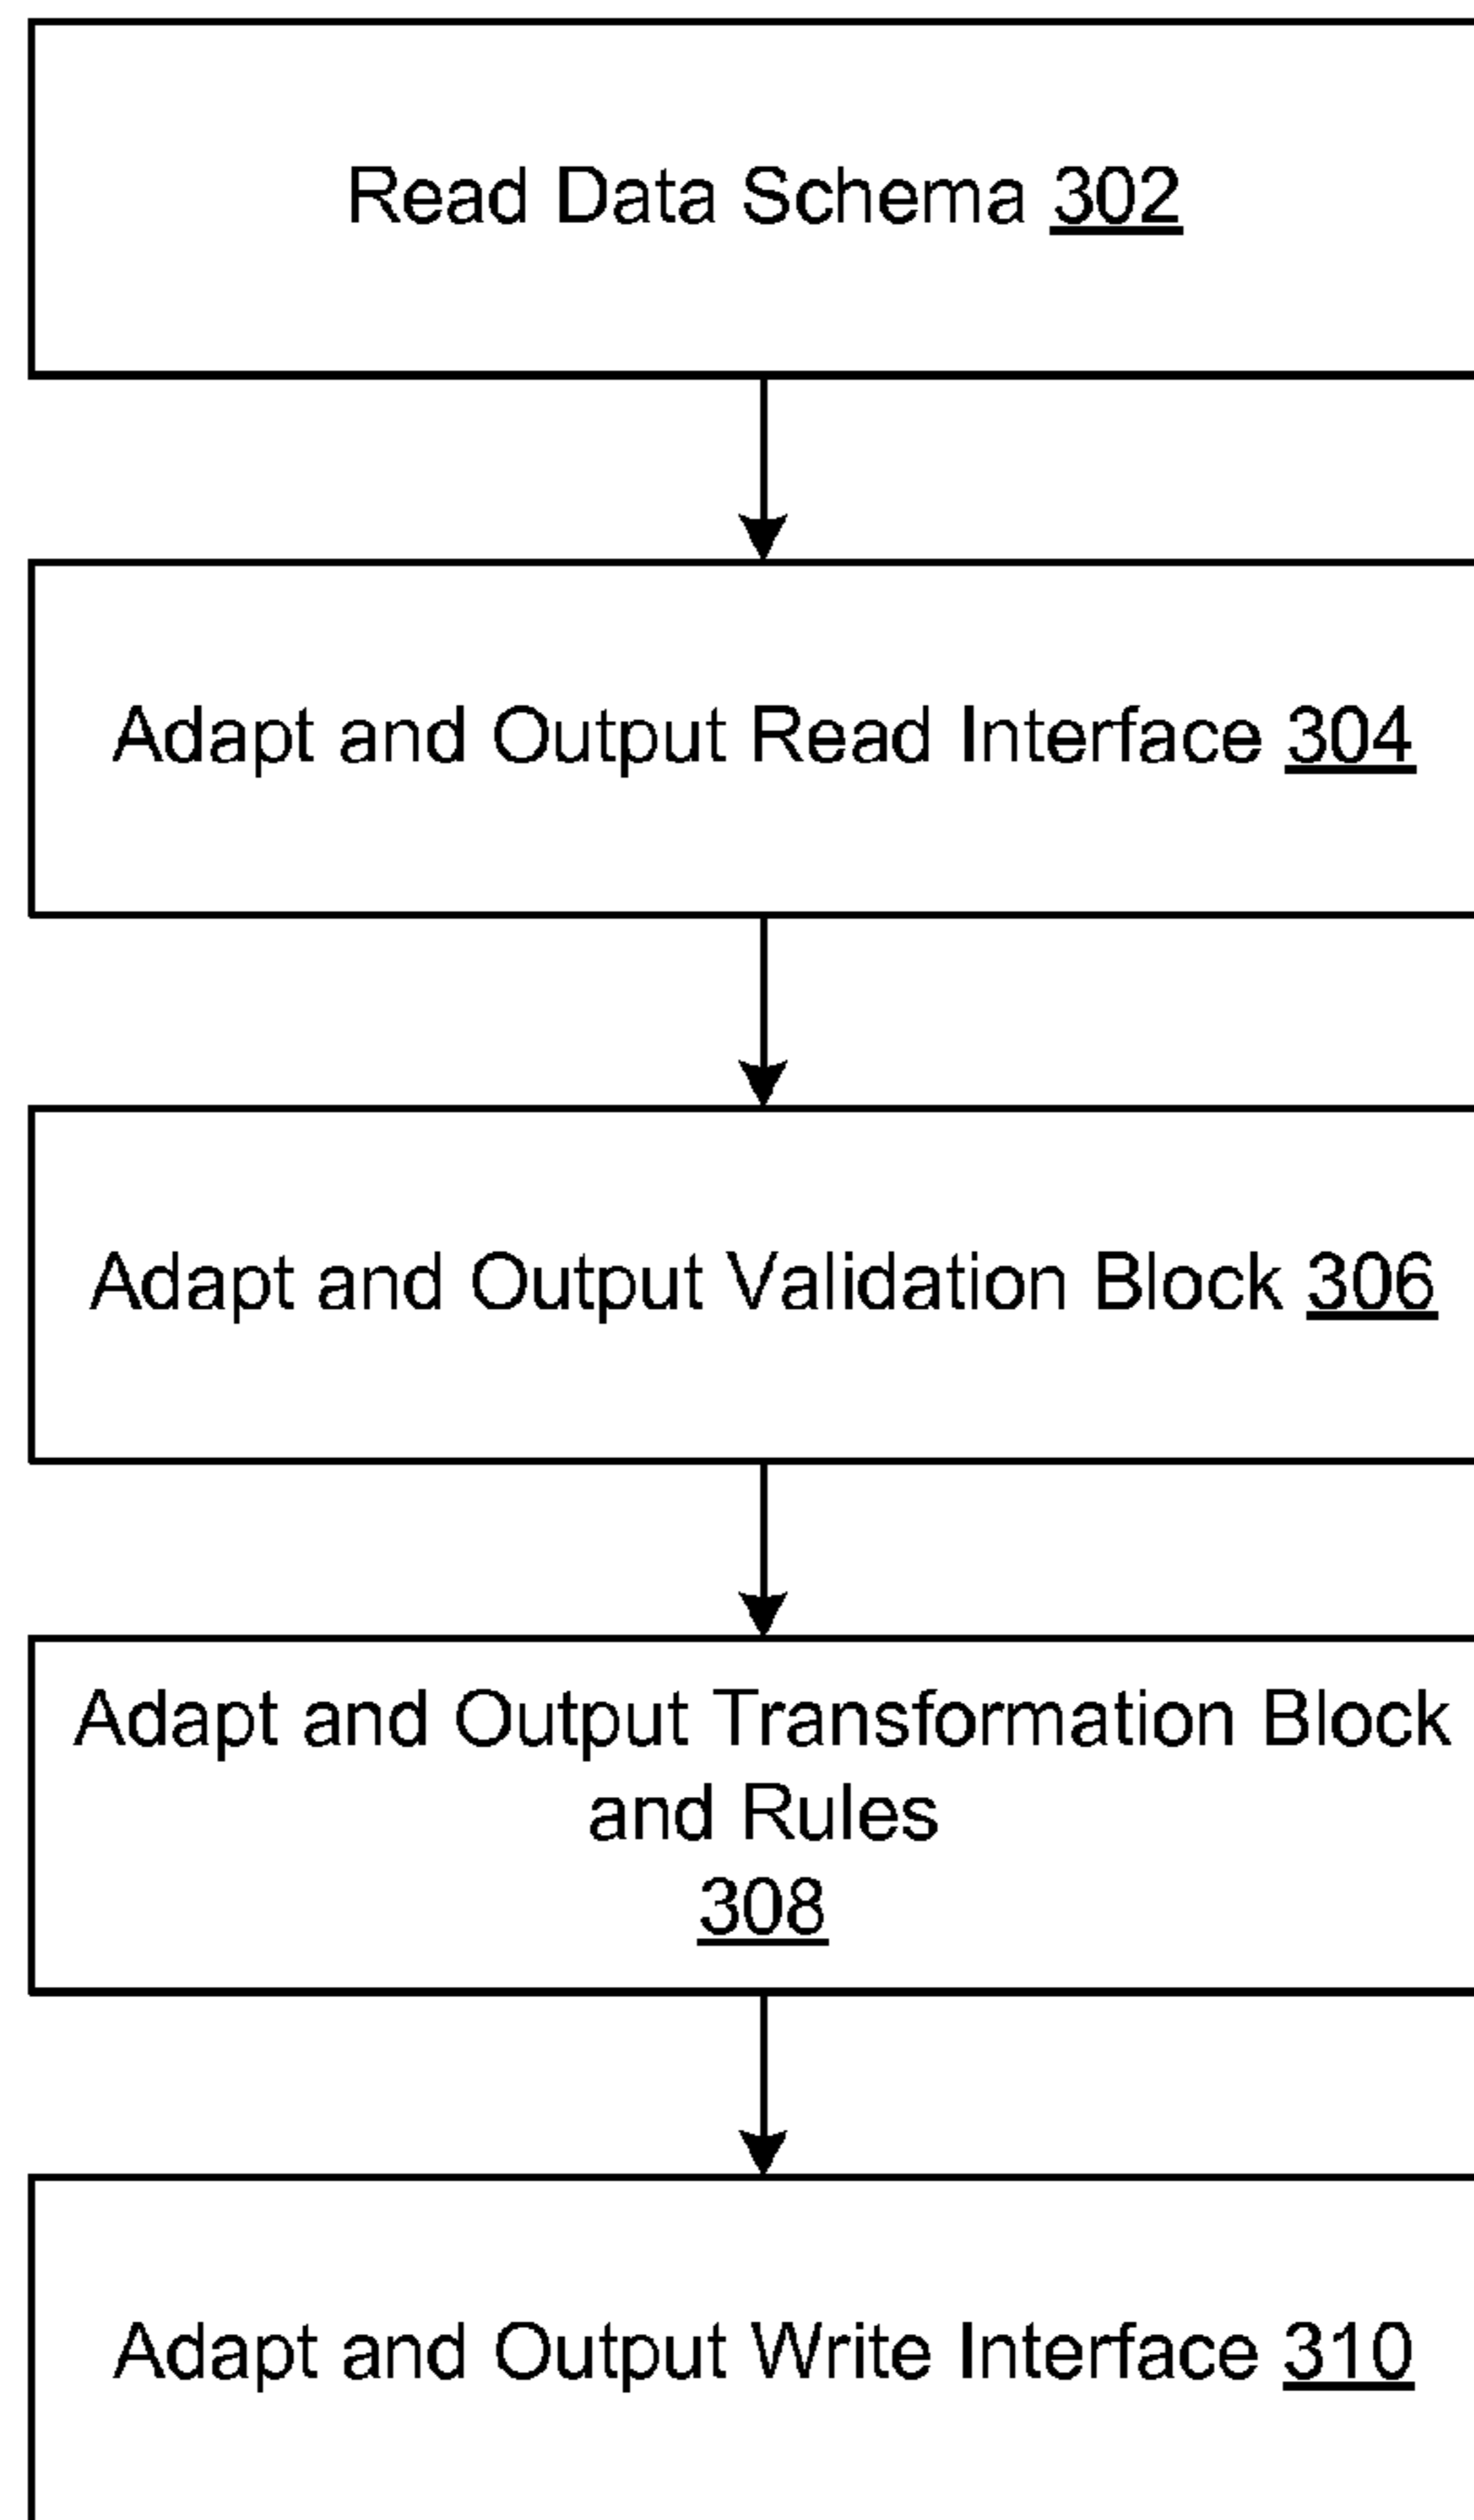 Read Data Schema 302
Adapt and Output Read Interface 304
Adapt and Output Validation Block 306
Adapt and Output Transformation Block
and Rules
308
Adapt and Output Write Interface 310